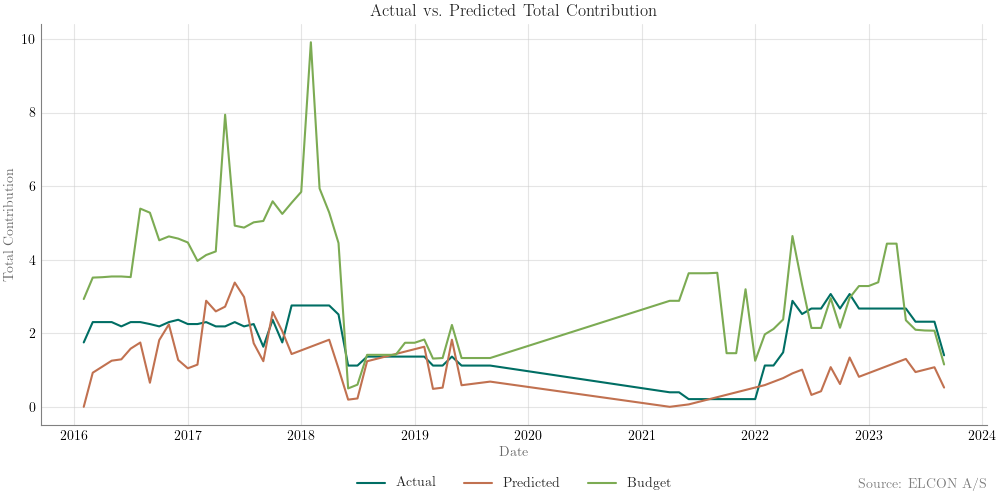 Actual vs. Predicted Total Contribution
Total Contribution
10
8
6
4
2
0
2016 2017 2018 2019 2020 2021 2022 2023 2024
Date
Actual Predicted Budget
Source: ELCON A/S